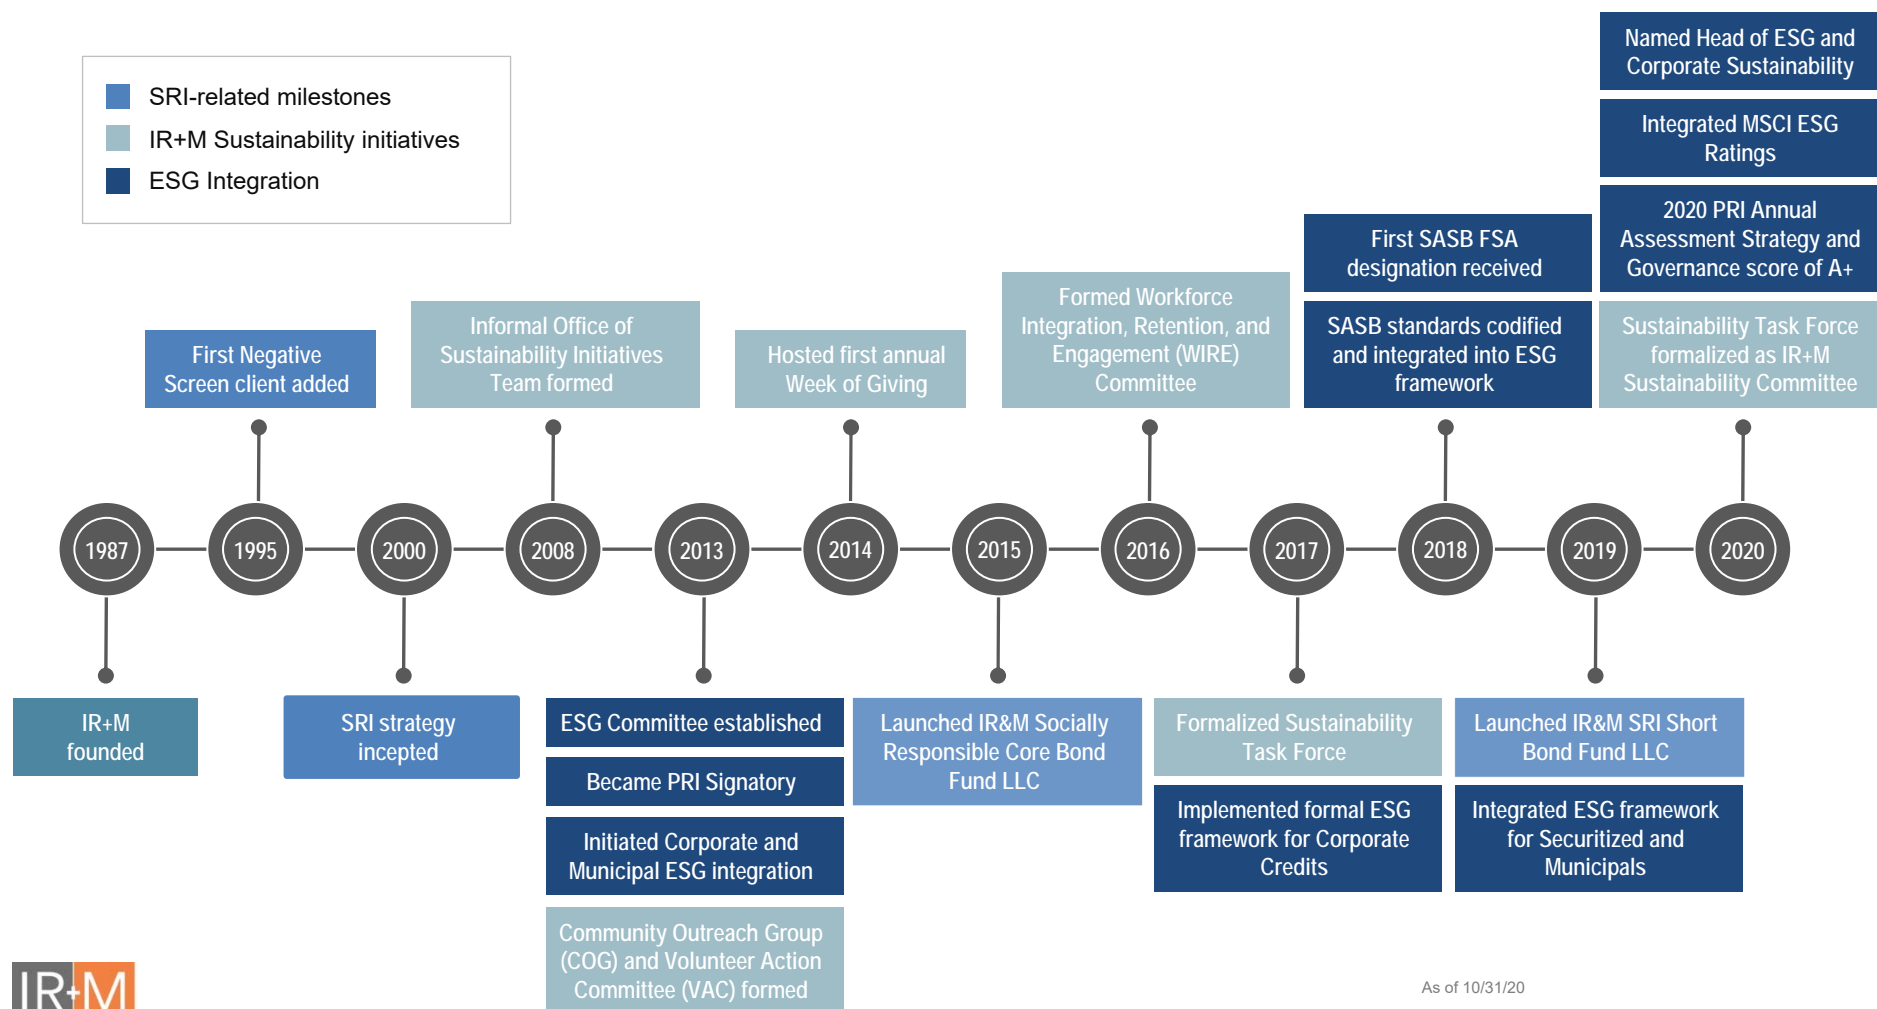 SRI-related milestones
IR+M Sustainability initiatives
ESG Integration
Named Head of ESG and
Corporate Sustainability
Integrated MSCI ESG
Ratings
2020 PRI Annual
Assessment Strategy and
Governance score of A+
Sustainability Task Force
formalized as IR+M
Sustainability Committee
First SASB FSA
designation received
SASB standards codified
and integrated into ESG
framework
Formed Workforce
Integration, Retention, and
Engagement (WIRE)
Committee
Hosted first annual
Week of Giving
Informal Office of
Sustainability Initiatives
Team formed
First Negative
Screen client added
1987
1995
2000
2008
2013
2014
2015
2016
2017
2018
2019
2020
IR+M
founded
SRI strategy
incepted
ESG Committee established
Became PRI Signatory
Initiated Corporate and
Municipal ESG integration
Community Outreach Group
(COG) and Volunteer Action
Committee (VAC) formed
Launched IR&M Socially
Responsible Core Bond
Fund LLC
Formalized Sustainability
Task Force
Implemented formal ESG
framework for Corporate
Credits
Launched IR&M SRI Short
Bond Fund LLC
Integrated ESG framework
for Securitized and
Municipals
IR+M
As of 10/31/20